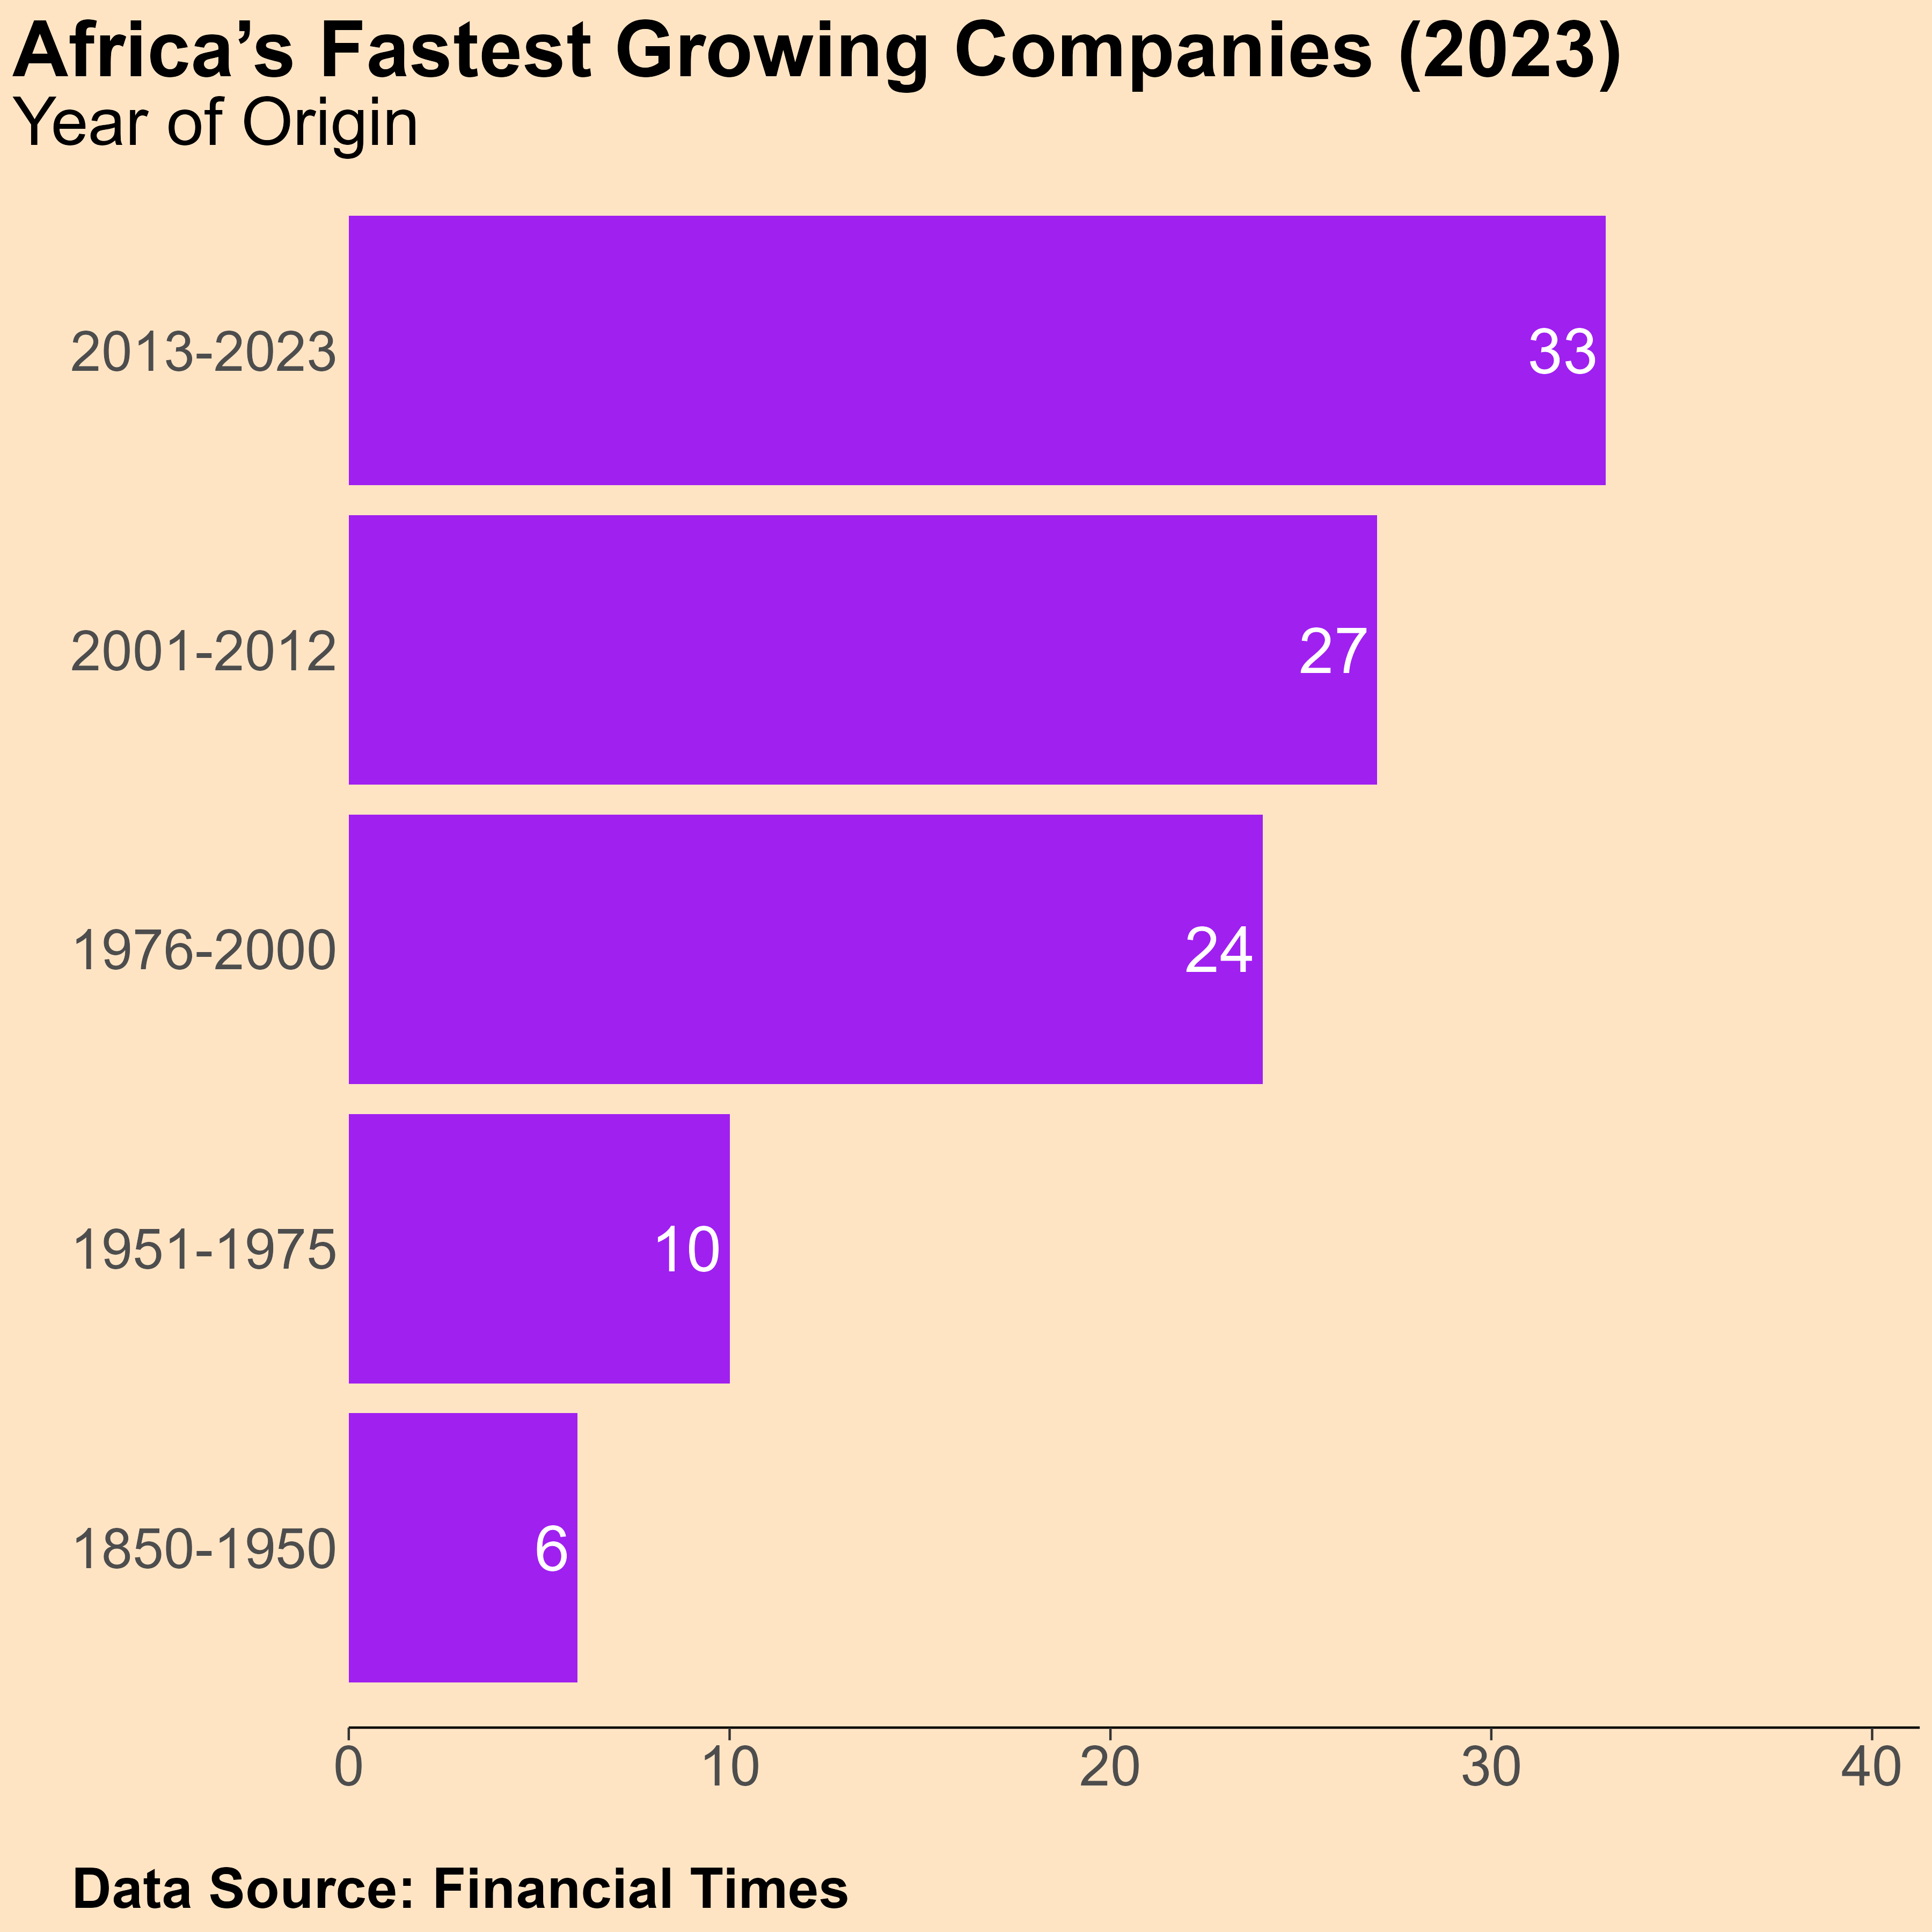 Africa’s Fastest Growing Companies (2023)
Year of Origin
2013-2023
33
2001-2012
27
1976-2000
24
1951-1975
10
1850-1950
6
0 10 20 30 40
Data Source: Financial Times